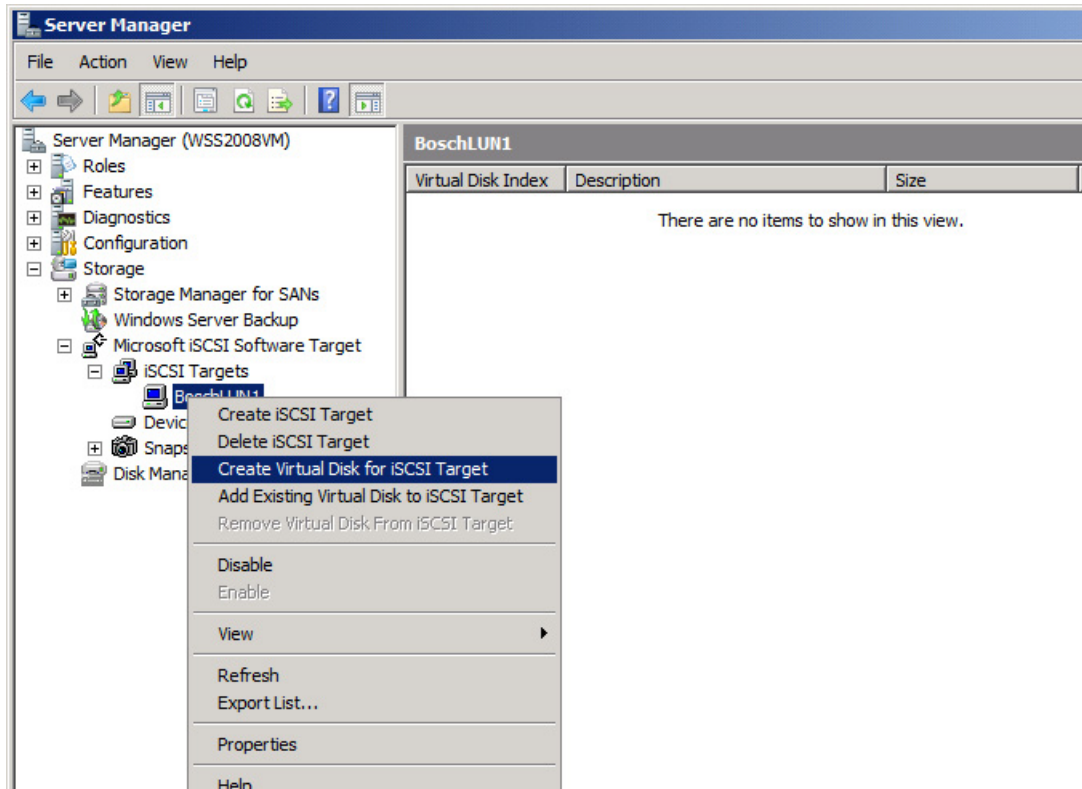 Server Manager
File Action View Help
Server Manager (WSS2008VM)
Roles
Features
Diagnostics
Configuration
Storage
Storage Manager for SANs
Windows Server Backup
Microsoft iSCSI Software Target
iSCSI Targets
BoschLUN1
Devic
Snaps
Disk Mana
BoschLUN1
Virtual Disk Index Description Size
There are no items to show in this view.
Create iSCSI Target
Delete iSCSI Target
Create Virtual Disk for iSCSI Target
Add Existing Virtual Disk to iSCSI Target
Remove Virtual Disk From iSCSI Target
Disable
Enable
View
Refresh
Export List...
Properties
Help